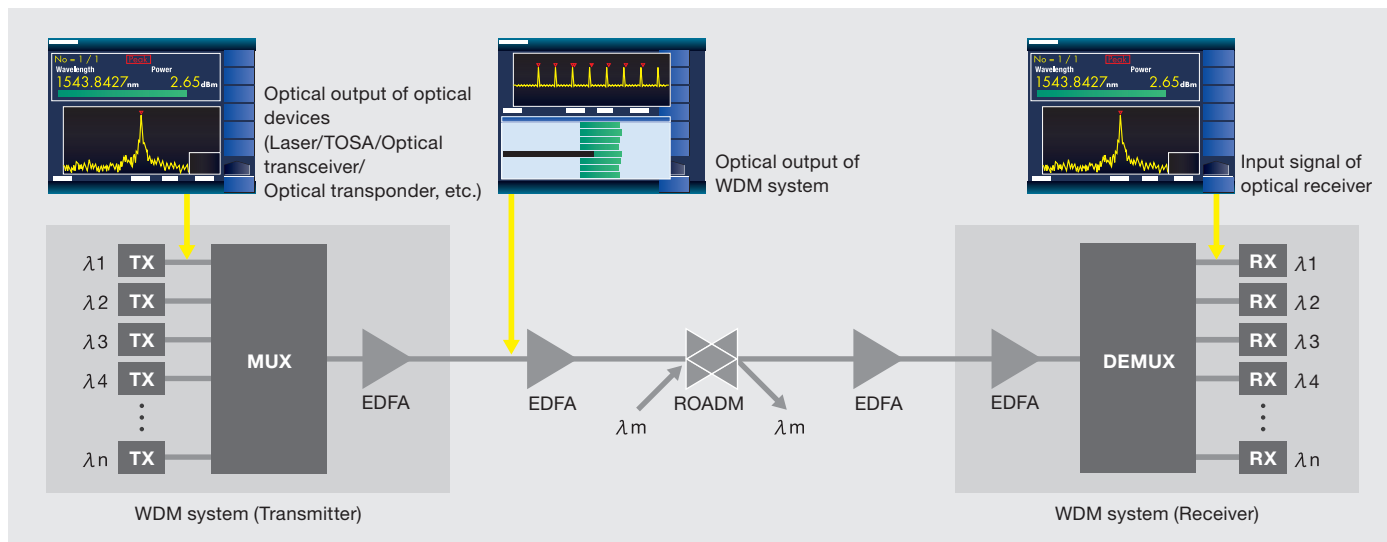 No = 1 / 1 Peak
Wavelength Power
1543.8427nm 2.65dBm
Optical output of optical
devices
(Laser/TOSA/Optical
transceiver/
Optical transponder, etc.)
Optical output of
WDM system
No = 1 / 1 Peak
Wavelength Power
1543.8427nm 2.65dBm
Input signal of
optical receiver
λ1 TX
λ2 TX
λ3 TX
λ4 TX
λn TX
MUX
EDFA
EDFA
ROADM
λm
λm
EDFA
EDFA
DEMUX
RX λ1
RX λ2
RX λ3
RX λ4
RX λn
WDM system (Transmitter)
WDM system (Receiver)